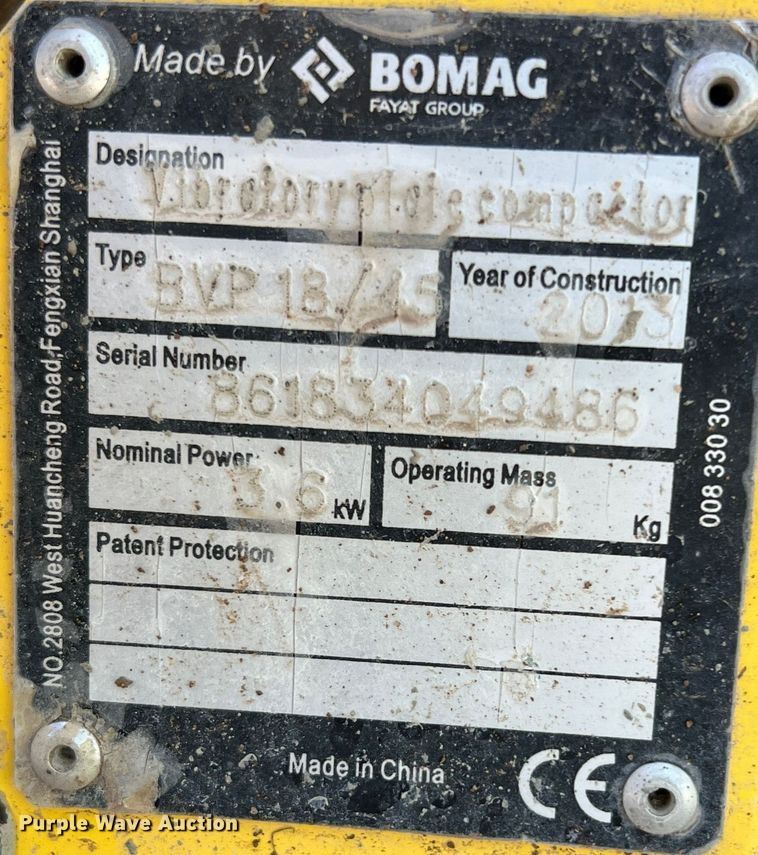 Made by BOMAG
FAYAT GROUP
Designation
Vibratory plate compactor
Type
BVP 18/45
Year of Construction
2013
Serial Number
861834049486
Nominal Power
3.6 kW
Operating Mass
91 Kg
Patent Protection
Made in China
CE
NO.2808 West Huancheng Road,Fengxian Shanghai
008 330 30
Purple Wave Auction